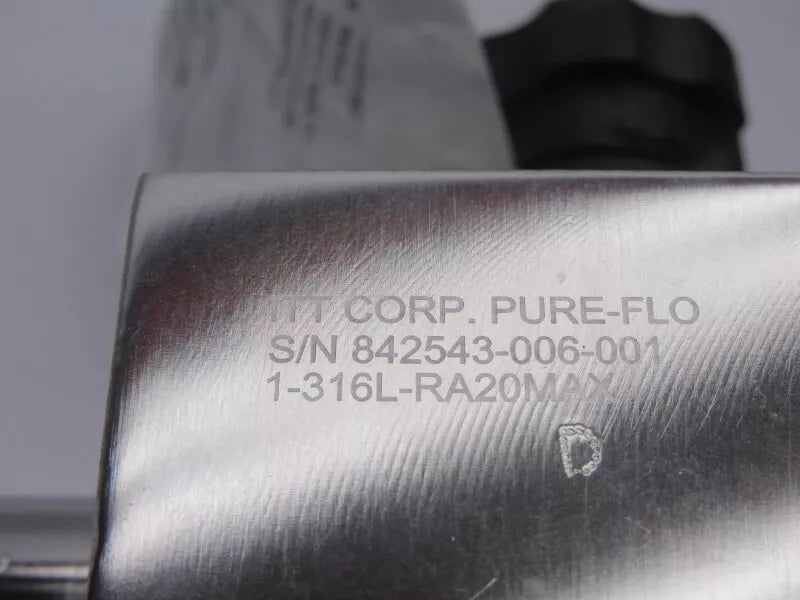 ITT CORP. PURE-FLO
S/N 842543-006-001
1-316L-RA20MAX
D